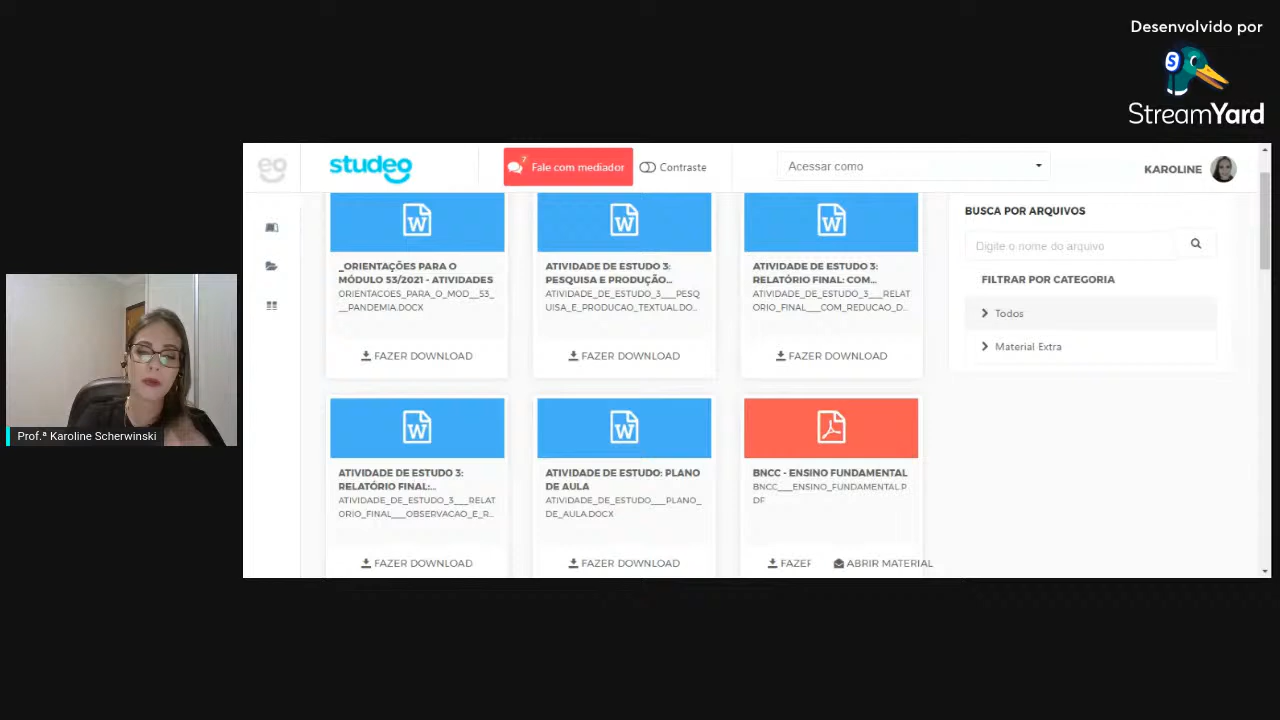 Desenvolvido por
StreamYard
studeo
7
Fale com mediador
Contraste
Acessar como
KAROLINE
_ORIENTAÇÕES PARA O
MÓDULO 53/2021 - ATIVIDADES
ORIENTACOES_PARA_O_MOD__53_
__PANDEMIA.DOCX
FAZER DOWNLOAD
ATIVIDADE DE ESTUDO 3:
PESQUISA E PRODUÇÃO...
ATIVIDADE_DE_ESTUDO_3___PESQ
UISA_E_PRODUCAO_TEXTUAL.DO...
FAZER DOWNLOAD
ATIVIDADE DE ESTUDO 3:
RELATÓRIO FINAL: COM...
ATIVIDADE_DE_ESTUDO_3___RELAT
ORIO_FINAL___COM_REDUCAO_D...
FAZER DOWNLOAD
BUSCA POR ARQUIVOS
Digite o nome do arquivo
FILTRAR POR CATEGORIA
Todos
Material Extra
ATIVIDADE DE ESTUDO 3:
RELATÓRIO FINAL:...
ATIVIDADE_DE_ESTUDO_3___RELAT
ORIO_FINAL___OBSERVACAO_E_R...
FAZER DOWNLOAD
ATIVIDADE DE ESTUDO: PLANO
DE AULA
ATIVIDADE_DE_ESTUDO___PLANO_
DE_AULA.DOCX
FAZER DOWNLOAD
BNCC - ENSINO FUNDAMENTAL
BNCC___ENSINO_FUNDAMENTAL.P
DF
FAZER
ABRIR MATERIAL
Prof.ª Karoline Scherwinski